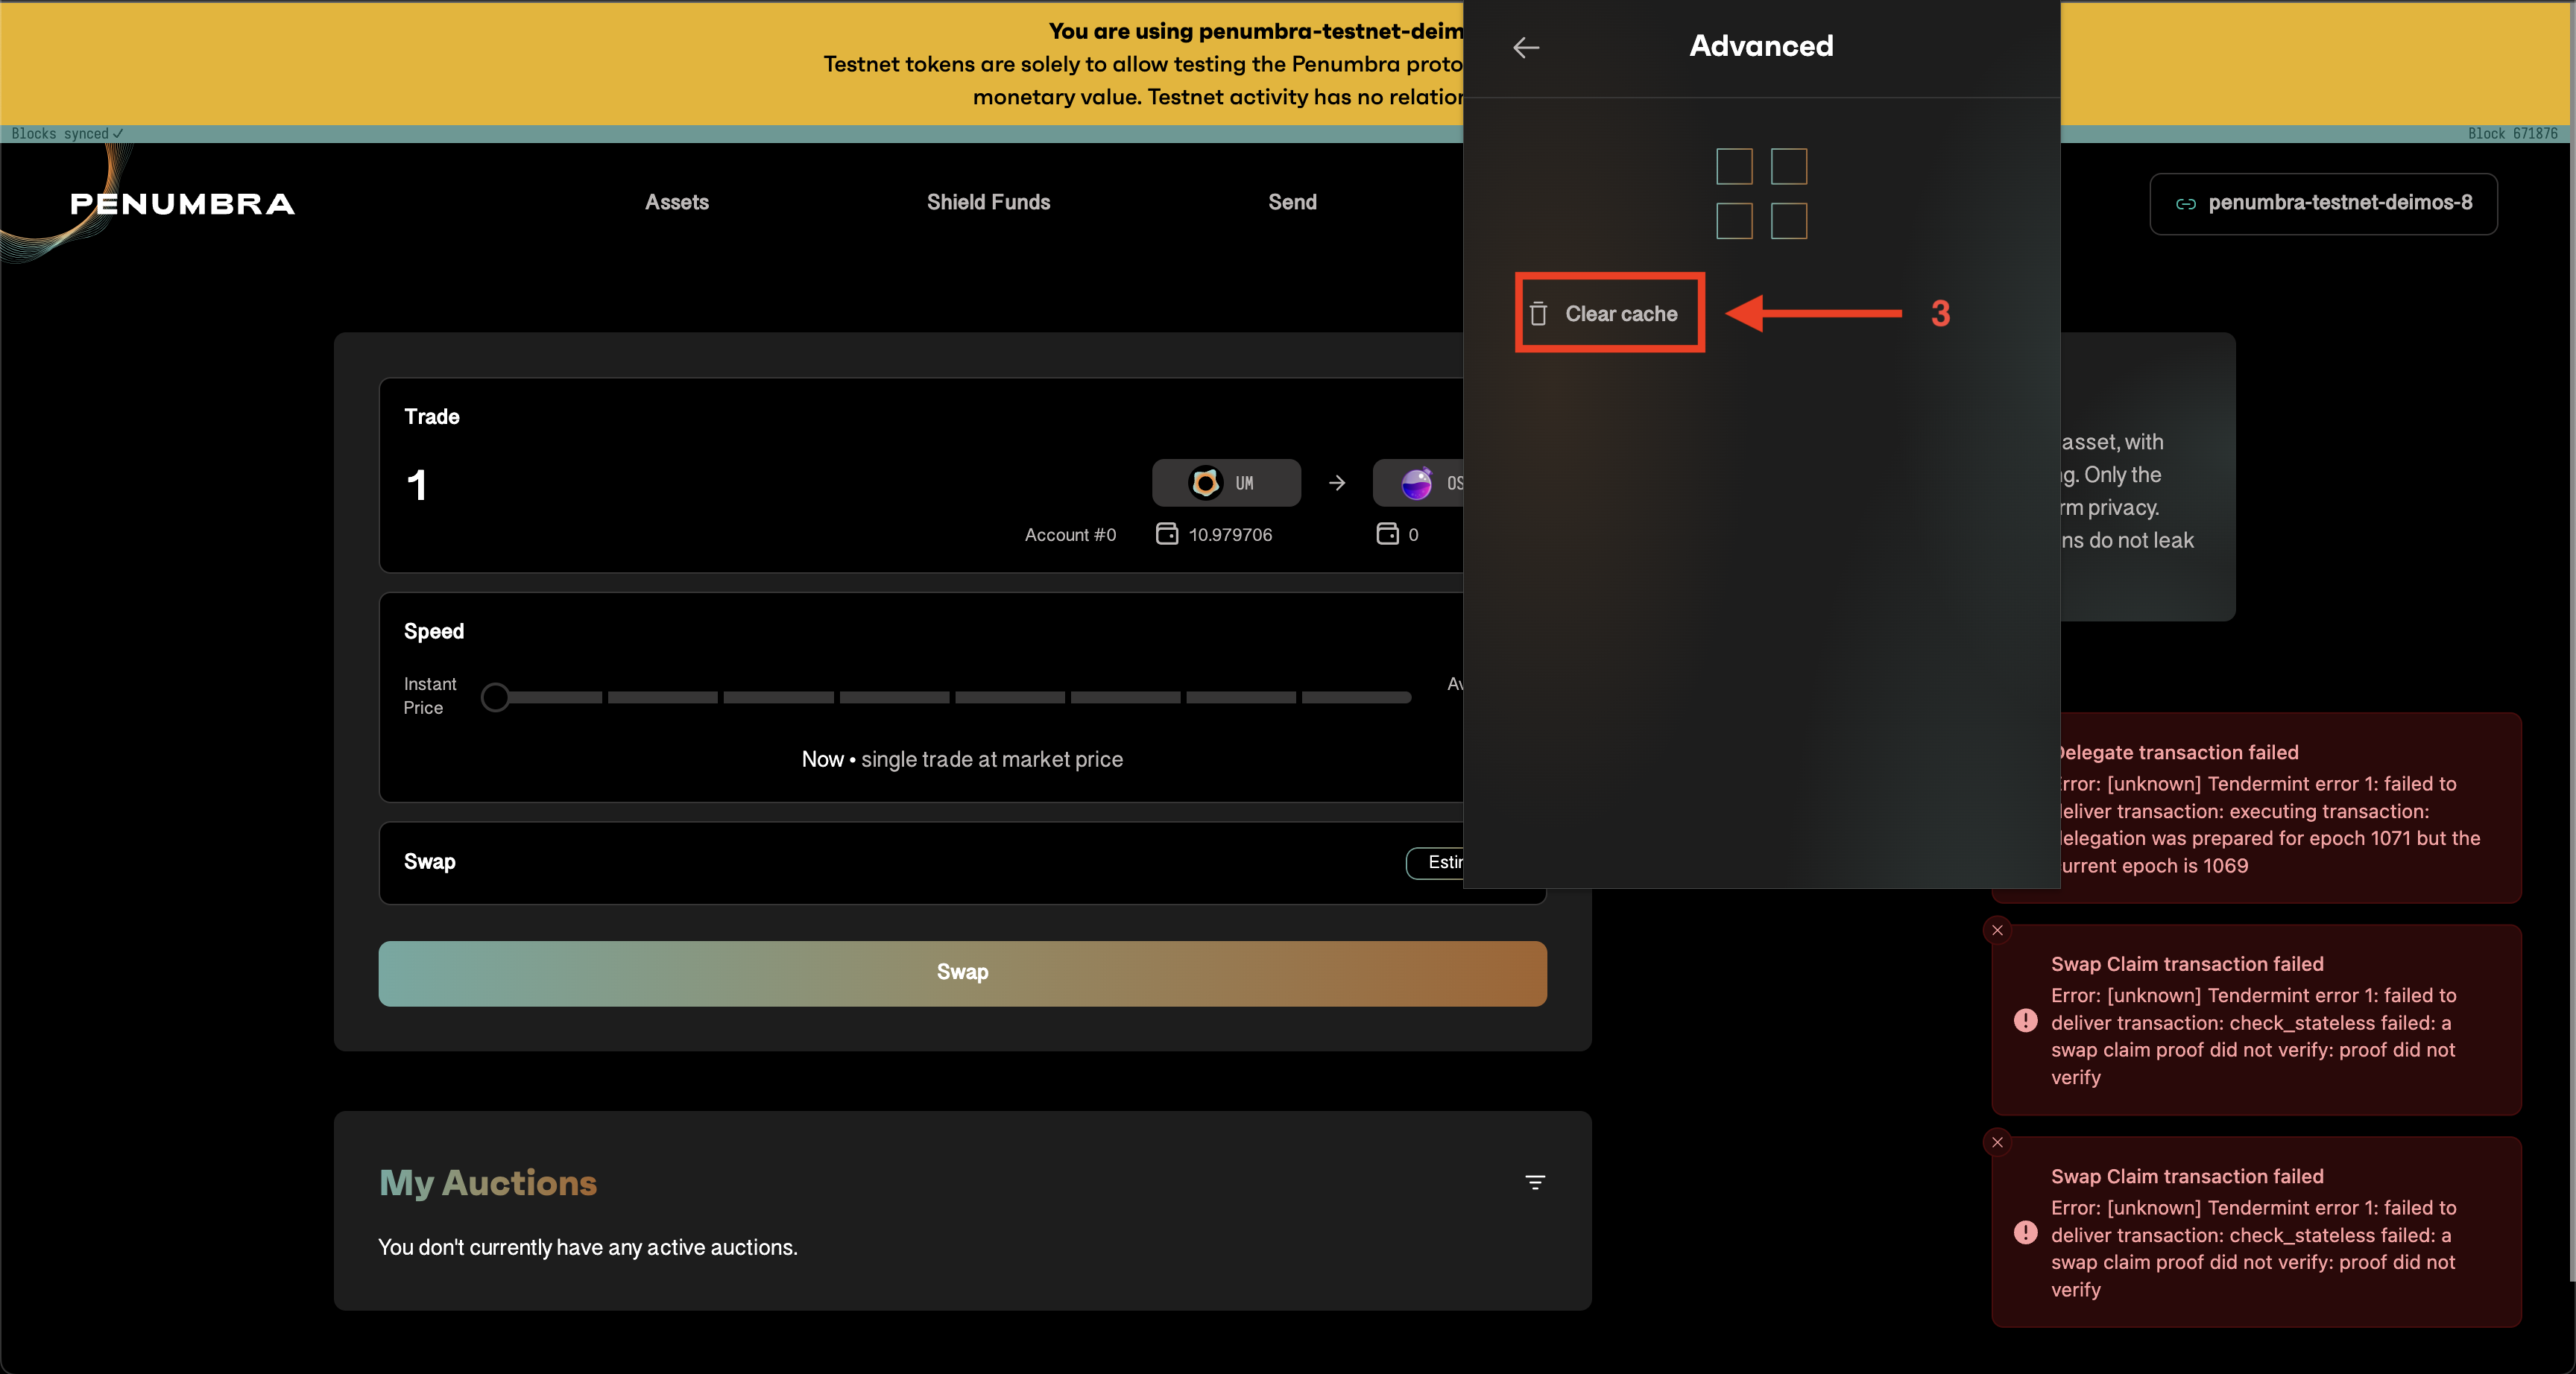 You are using penumbra-testnet-deim
Testnet tokens are solely to allow testing the Penumbra proto
monetary value. Testnet activity has no relation
Blocks synced ✓
Block 671876
PENUMBRA
Assets
Shield Funds
Send
penumbra-testnet-deimos-8
Advanced
Clear cache
3
Trade
1
UM
→
OS
Account #0
10.979706
0
asset, with
g. Only the
rm privacy.
ns do not leak
Speed
Instant
Price
Av
Now • single trade at market price
Swap
Estin
Swap
My Auctions
You don't currently have any active auctions.
Delegate transaction failed
rror: [unknown] Tendermint error 1: failed to
eliver transaction: executing transaction:
elegation was prepared for epoch 1071 but the
urrent epoch is 1069
Swap Claim transaction failed
Error: [unknown] Tendermint error 1: failed to
deliver transaction: check_stateless failed: a
swap claim proof did not verify: proof did not
verify
Swap Claim transaction failed
Error: [unknown] Tendermint error 1: failed to
deliver transaction: check_stateless failed: a
swap claim proof did not verify: proof did not
verify